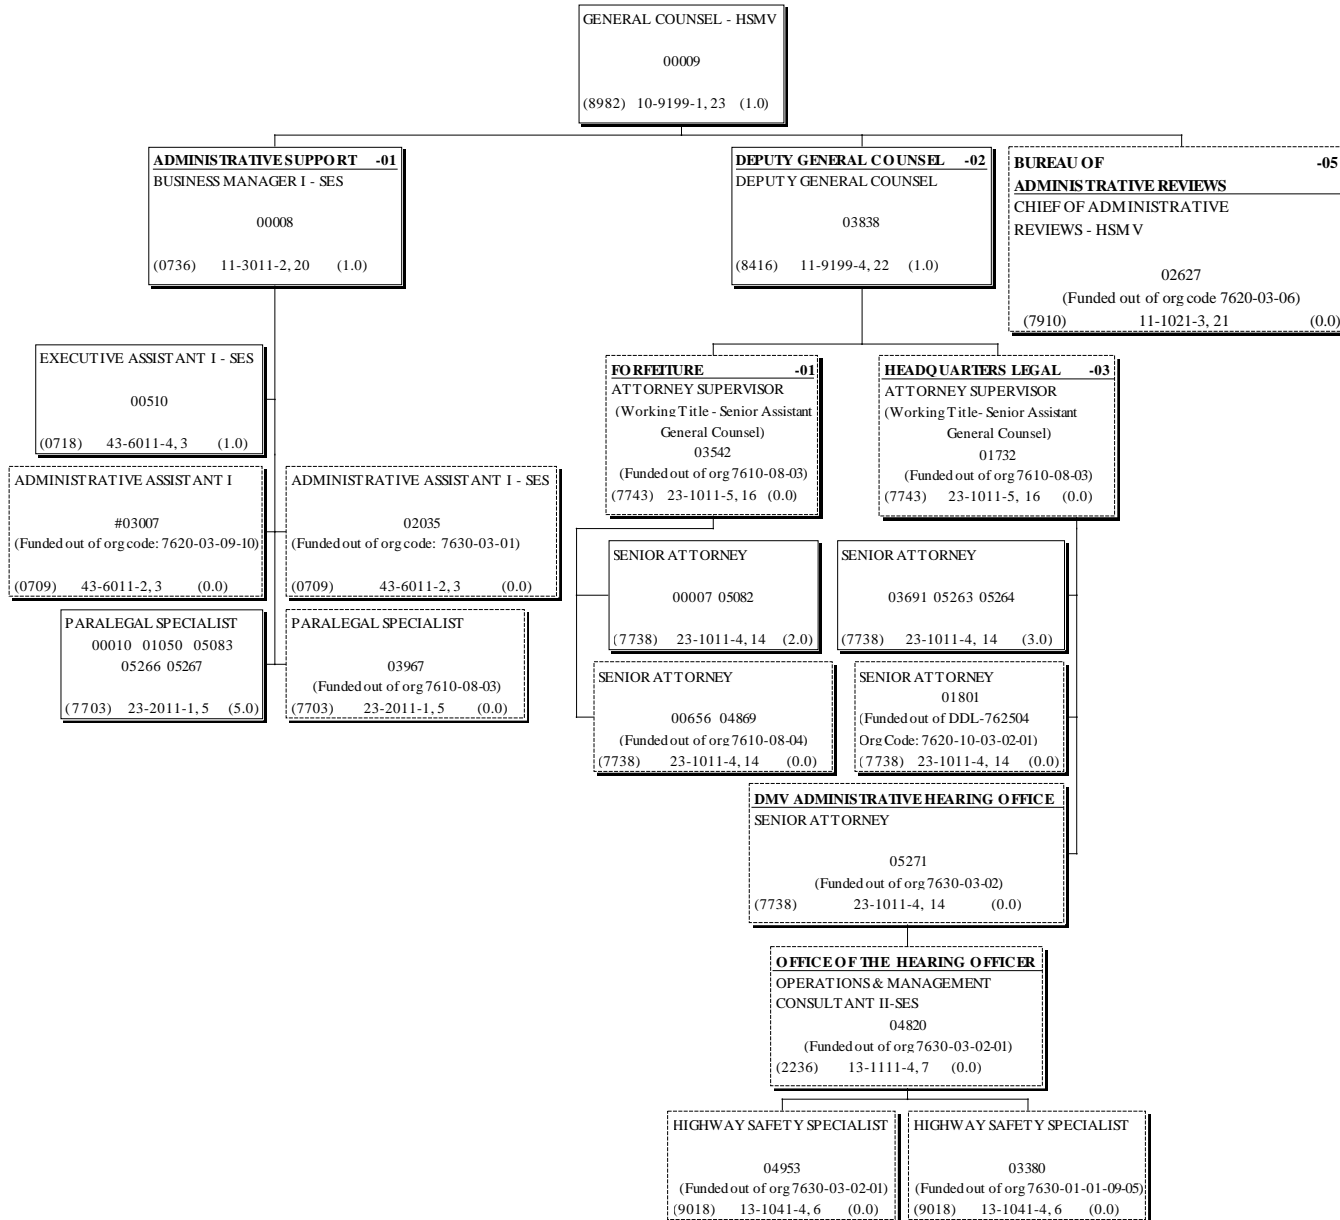 GENERAL COUNSEL - HSMV
00009
(8982) 10-9199-1, 23 (1.0)
ADMINISTRATIVE SUPPORT -01
BUSINESS MANAGER I - SES
00008
(0736) 11-3011-2, 20 (1.0)
DEPUTY GENERAL COUNSEL -02
DEPUTY GENERAL COUNSEL
03838
(8416) 11-9199-4, 22 (1.0)
BUREAU OF -05
ADMINISTRATIVE REVIEWS
CHIEF OF ADMINISTRATIVE
REVIEWS - HSMV
02627
(Funded out of org code 7620-03-06)
(7910) 11-1021-3, 21 (0.0)
EXECUTIVE ASSISTANT I - SES
00510
(0718) 43-6011-4, 3 (1.0)
ADMINISTRATIVE ASSISTANT I
#03007
(Funded out of org code: 7620-03-09-10)
(0709) 43-6011-2, 3 (0.0)
ADMINISTRATIVE ASSISTANT I - SES
02035
(Funded out of org code: 7630-03-01)
(0709) 43-6011-2, 3 (0.0)
PARALEGAL SPECIALIST
00010 01050 05083
05266 05267
(7703) 23-2011-1, 5 (5.0)
PARALEGAL SPECIALIST
03967
(Funded out of org 7610-08-03)
(7703) 23-2011-1, 5 (0.0)
FORFEITURE -01
ATTORNEY SUPERVISOR
(Working Title - Senior Assistant
General Counsel)
03542
(Funded out of org 7610-08-03)
(7743) 23-1011-5, 16 (0.0)
HEADQUARTERS LEGAL -03
ATTORNEY SUPERVISOR
(Working Title- Senior Assistant
General Counsel)
01732
(Funded out of org 7610-08-03)
(7743) 23-1011-5, 16 (0.0)
SENIOR ATTORNEY
00007 05082
(7738) 23-1011-4, 14 (2.0)
SENIOR ATTORNEY
03691 05263 05264
(7738) 23-1011-4, 14 (3.0)
SENIOR ATTORNEY
00656 04869
(Funded out of org 7610-08-04)
(7738) 23-1011-4, 14 (0.0)
SENIOR ATTORNEY
01801
(Funded out of DDL-762504
Org Code: 7620-10-03-02-01)
(7738) 23-1011-4, 14 (0.0)
DMV ADMINISTRATIVE HEARING OFFICE
SENIOR ATTORNEY
05271
(Funded out of org 7630-03-02)
(7738) 23-1011-4, 14 (0.0)
OFFICE OF THE HEARING OFFICER
OPERATIONS & MANAGEMENT
CONSULTANT II-SES
04820
(Funded out of org 7630-03-02-01)
(2236) 13-1111-4, 7 (0.0)
HIGHWAY SAFETY SPECIALIST
04953
(Funded out of org 7630-03-02-01)
(9018) 13-1041-4, 6 (0.0)
HIGHWAY SAFETY SPECIALIST
03380
(Funded out of org 7630-01-01-09-05)
(9018) 13-1041-4, 6 (0.0)